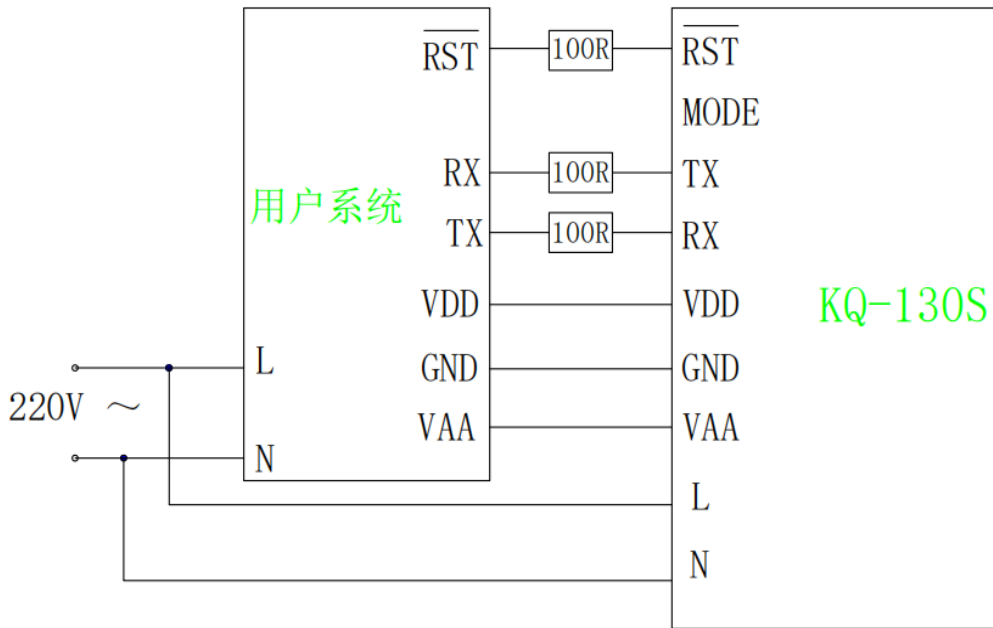 RST 100R RST
MODE
RX 100R TX
用户系统
TX 100R RX
VDD VDD
KQ-130S
L GND GND
220V ~
VAA VAA
N
L
N